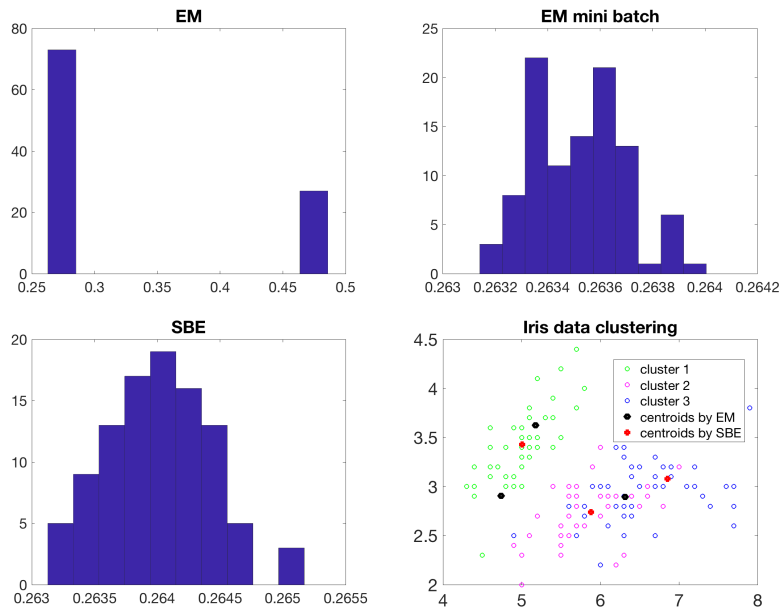 EM
80
60
40
20
0
0.25 0.3 0.35 0.4 0.45 0.5
EM mini batch
25
20
15
10
5
0
0.263 0.2632 0.2634 0.2636 0.2638 0.264 0.2642
SBE
20
15
10
5
0
0.263 0.2635 0.264 0.2645 0.265 0.2655
Iris data clustering
4.5
4
3.5
3
2.5
2
4 5 6 7 8
cluster 1
cluster 2
cluster 3
centroids by EM
centroids by SBE